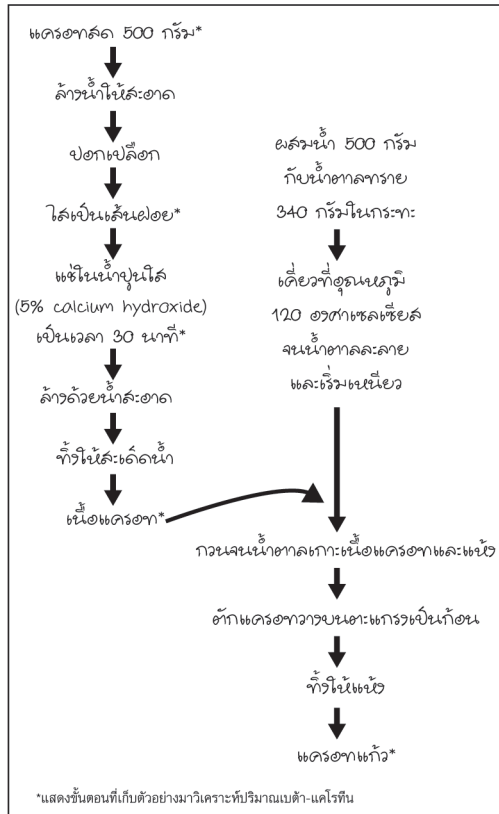 แครอทสด 500 กรัม*
ล้างน้ำให้สะอาด
ปอกเปลือก
ใสเป็นเส้นฝอย*
แช่ในน้ำปูนใส
(5% calcium hydroxide)
เป็นเวลา 30 นาที*
ล้างด้วยน้ำสะอาด
ทิ้งให้สะเด็ดน้ำ
เนื้อแครอท*
ผสมน้ำ 500 กรัม
กับน้ำตาลทราย
340 กรัมในกระทะ
เคี่ยวที่อุณหภูมิ
120 องศาเซลเซียส
จนน้ำตาลละลาย
และเริ่มเหนียว
กวนจนน้ำตาลเกาะเนื้อแครอทและแห้ง
ตักแครอทวางบนตะแกรงเป็นก้อน
ทิ้งให้แห้ง
แครอทแก้ว*
*แสดงขั้นตอนที่เก็บตัวอย่างมาวิเคราะห์ปริมาณเบต้า-แคโรทีน